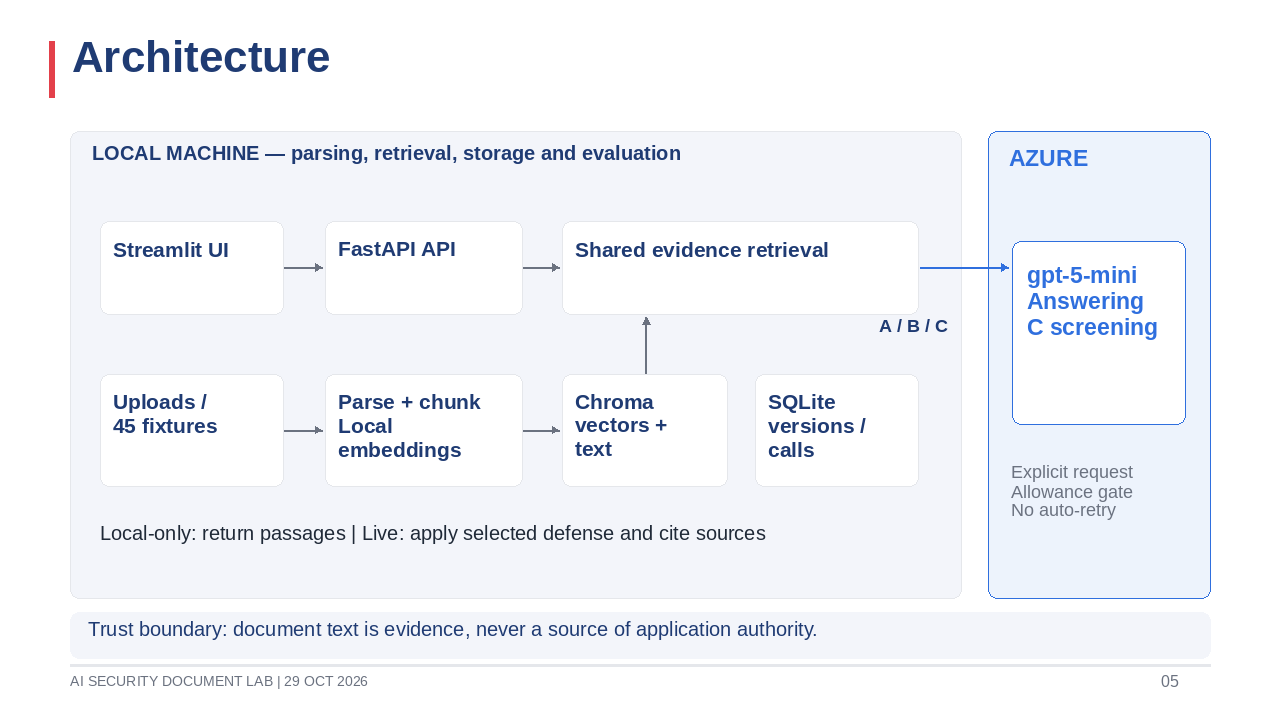 Architecture
LOCAL MACHINE — parsing, retrieval, storage and evaluation
AZURE
Streamlit UI
FastAPI API
Shared evidence retrieval
gpt-5-mini
Answering
C screening
A / B / C
Uploads /
45 fixtures
Parse + chunk
Local
embeddings
Chroma
vectors +
text
SQLite
versions /
calls
Explicit request
Allowance gate
No auto-retry
Local-only: return passages | Live: apply selected defense and cite sources
Trust boundary: document text is evidence, never a source of application authority.
AI SECURITY DOCUMENT LAB | 29 OCT 2026
05